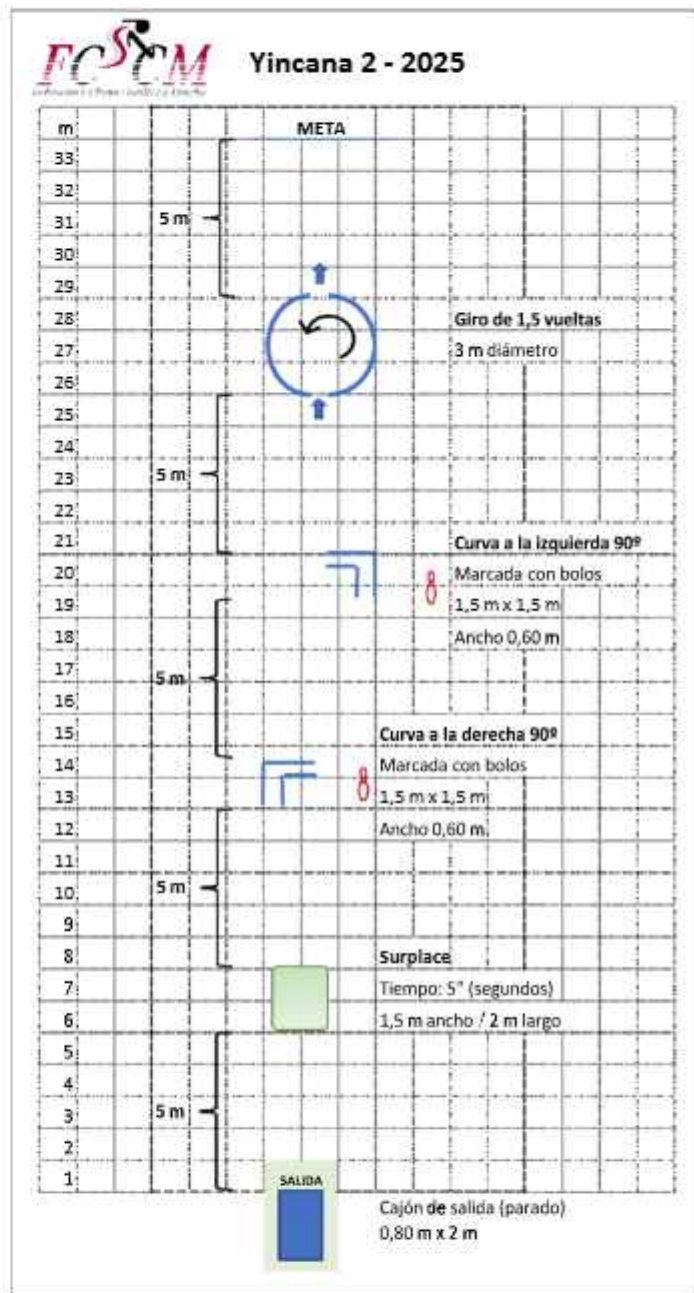 FCSCM
Yincana 2 - 2025
m
META
33
32
5 m
31
30
29
28
Giro de 1,5 vueltas
27
3 m diámetro
26
25
24
5 m
23
22
21
Curva a la izquierda 90º
20
Marcada con bolos
19
1,5 m x 1,5 m
18
Ancho 0,60 m
17
5 m
16
15
Curva a la derecha 90º
14
Marcada con bolos
13
1,5 m x 1,5 m
12
Ancho 0,60 m
11
5 m
10
9
8
Surplace
7
Tiempo: 5" (segundos)
6
1,5 m ancho / 2 m largo
5
4
5 m
3
2
1
SALIDA
Cajón de salida (parado)
0,80 m x 2 m